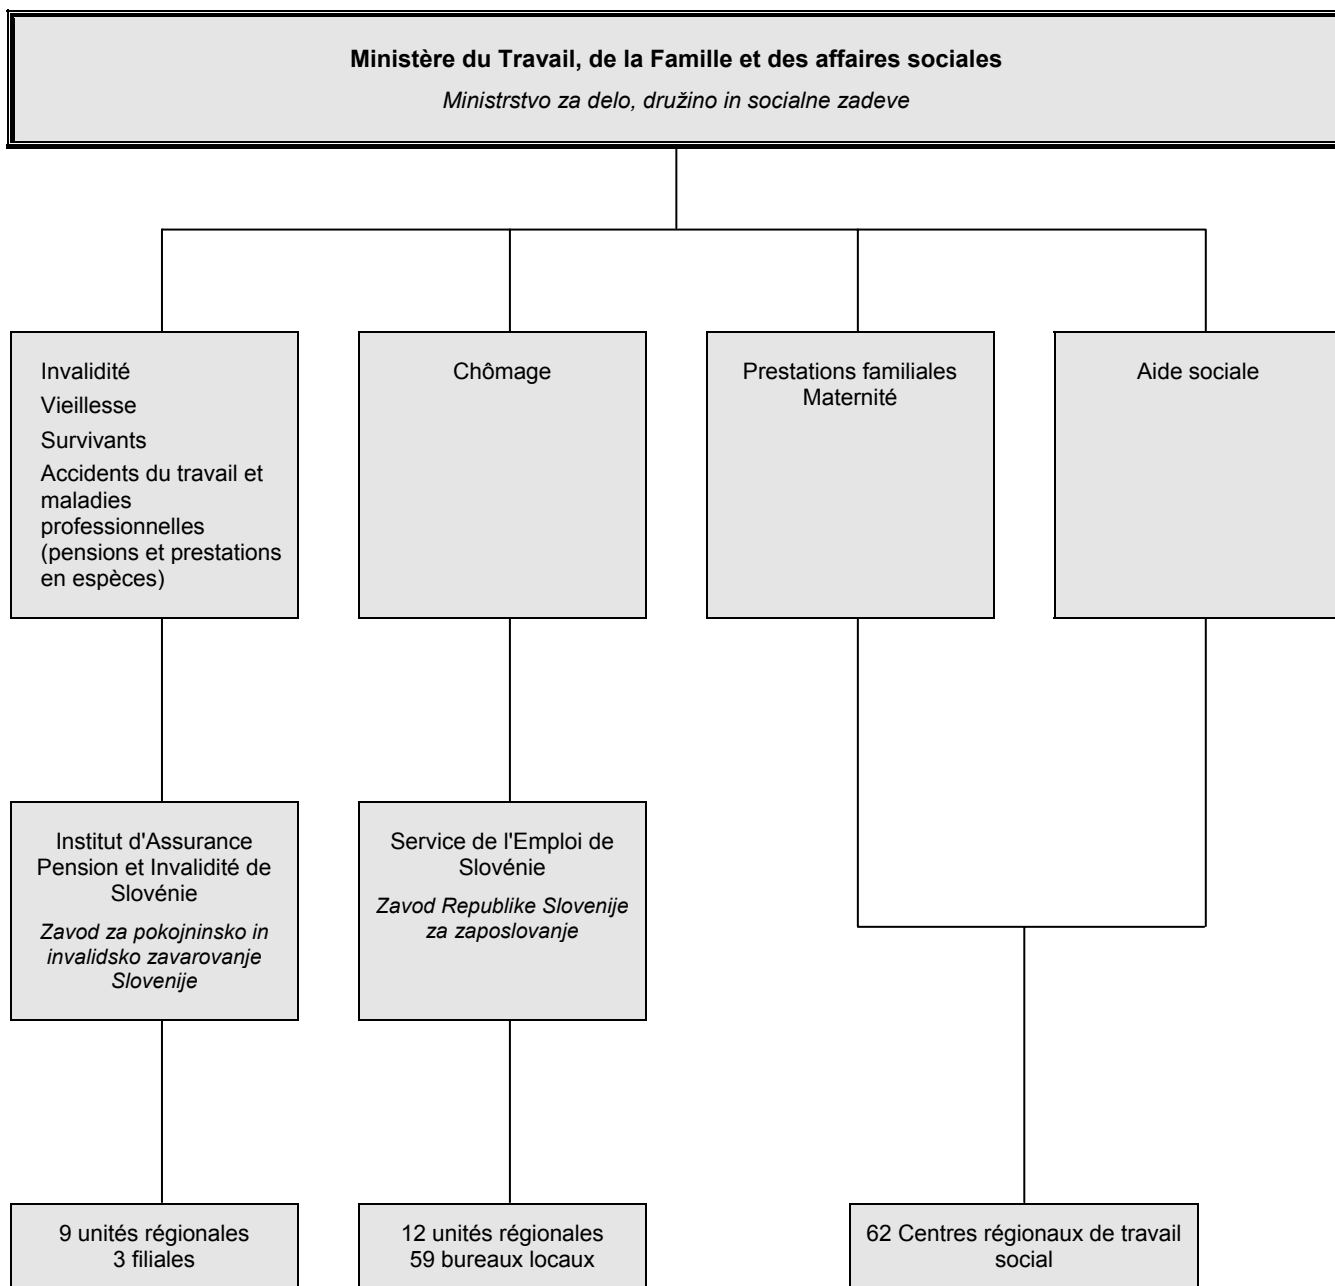 Ministère du Travail, de la Famille et des affaires sociales
Ministrstvo za delo, družino in socialne zadeve
Invalidité
Vieillesse
Survivants
Accidents du travail et
maladies
professionnelles
(pensions et prestations
en espèces)
Chômage
Prestations familiales
Maternité
Aide sociale
Institut d'Assurance
Pension et Invalidité de
Slovénie
Zavod za pokojninsko in
invalidsko zavarovanje
Slovenije
Service de l'Emploi de
Slovénie
Zavod Republike Slovenije
za zaposlovanje
9 unités régionales
3 filiales
12 unités régionales
59 bureaux locaux
62 Centres régionaux de travail
social